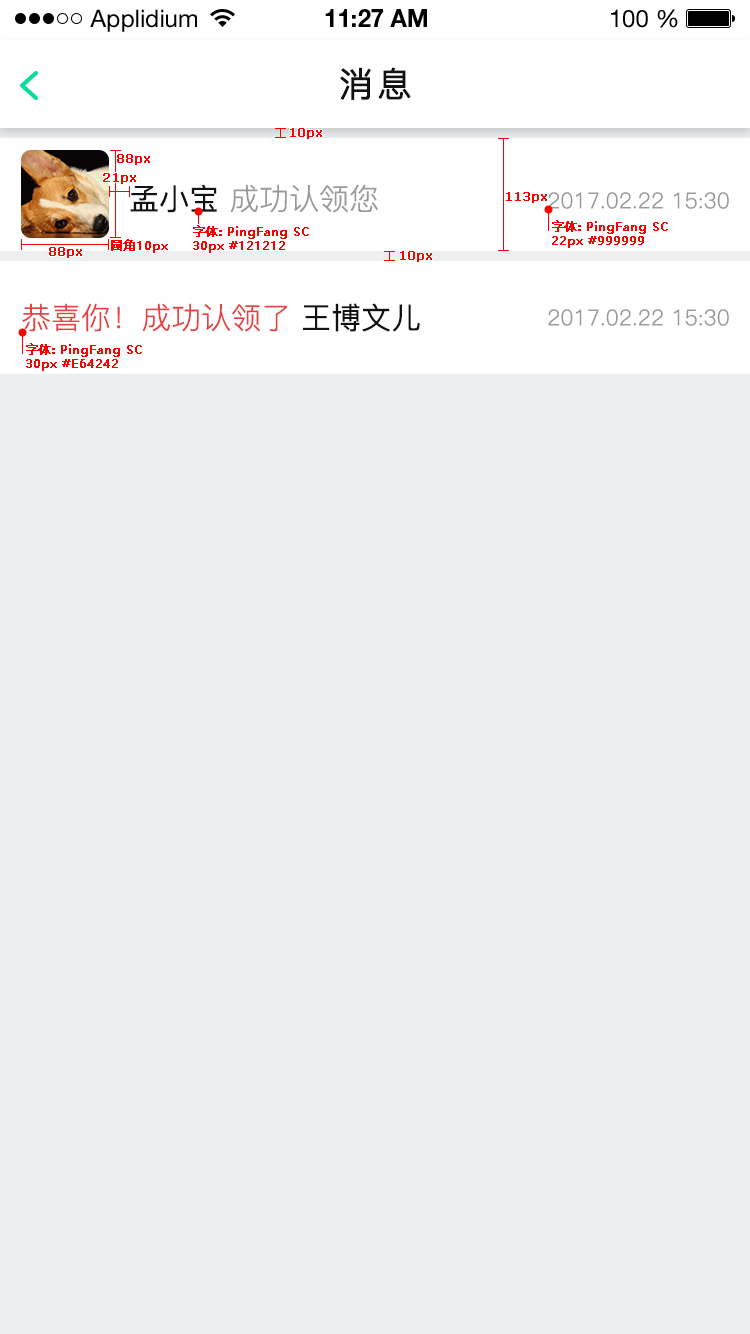 Applidium 11:27 AM 100 %
消息
10px
88px
21px
孟小宝 成功认领您
113px
2017.02.22 15:30
字体: PingFang SC
30px #121212
字体: PingFang SC
22px #999999
88px
圆角10px
10px
恭喜你！成功认领了 王博文儿
2017.02.22 15:30
字体: PingFang SC
30px #E64242